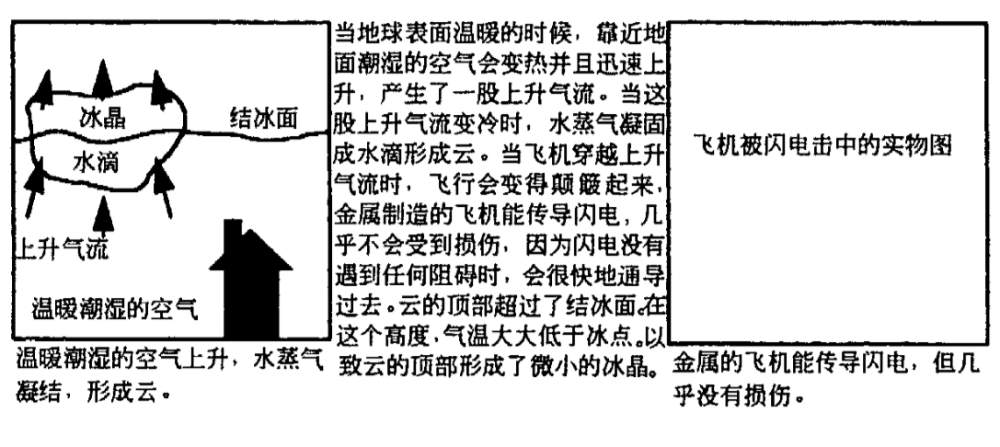 冰晶
结冰面
水滴
上升气流
温暖潮湿的空气
温暖潮湿的空气上升，水蒸气
凝结，形成云。
当地球表面温暖的时候，靠近地
面潮湿的空气会变热并且迅速上
升，产生了一股上升气流。当这
股上升气流变冷时，水蒸气凝固
成水滴形成云。当飞机穿越上升
气流时，飞行会变得颠簸起来，
金属制造的飞机能传导闪电，几
乎不会受到损伤，因为闪电没有
遇到任何阻碍时，会很快地通导
过去。云的顶部超过了结冰面。在
这个高度，气温大大低于冰点。以
致云的顶部形成了微小的冰晶。
飞机被闪电击中的实物图
金属的飞机能传导闪电，但几
乎没有损伤。